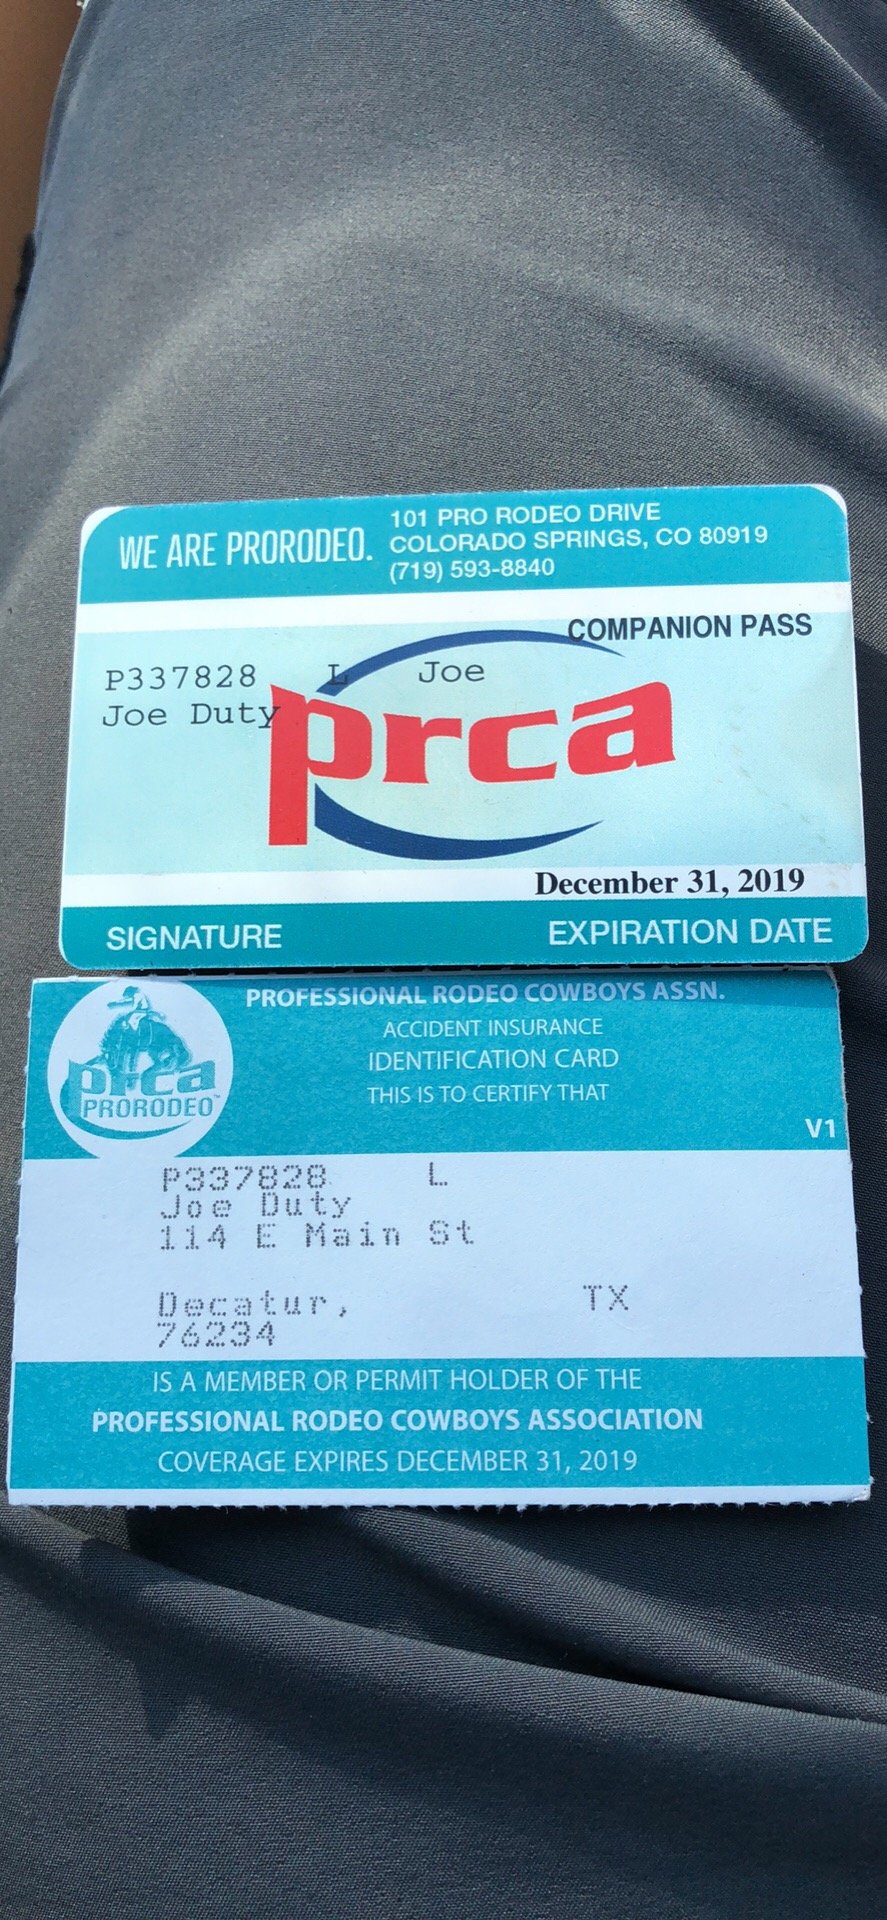 WE ARE PRORODEO.
101 PRO RODEO DRIVE
COLORADO SPRINGS, CO 80919
(719) 593-8840
COMPANION PASS
P337828 L Joe
Joe Duty
prca
December 31, 2019
SIGNATURE EXPIRATION DATE
PROFESSIONAL RODEO COWBOYS ASSN.
ACCIDENT INSURANCE
IDENTIFICATION CARD
THIS IS TO CERTIFY THAT
prca
PRORODEO™
V1
P337828 L
Joe Duty
114 E Main St
Decatur, TX
76234
IS A MEMBER OR PERMIT HOLDER OF THE
PROFESSIONAL RODEO COWBOYS ASSOCIATION
COVERAGE EXPIRES DECEMBER 31, 2019